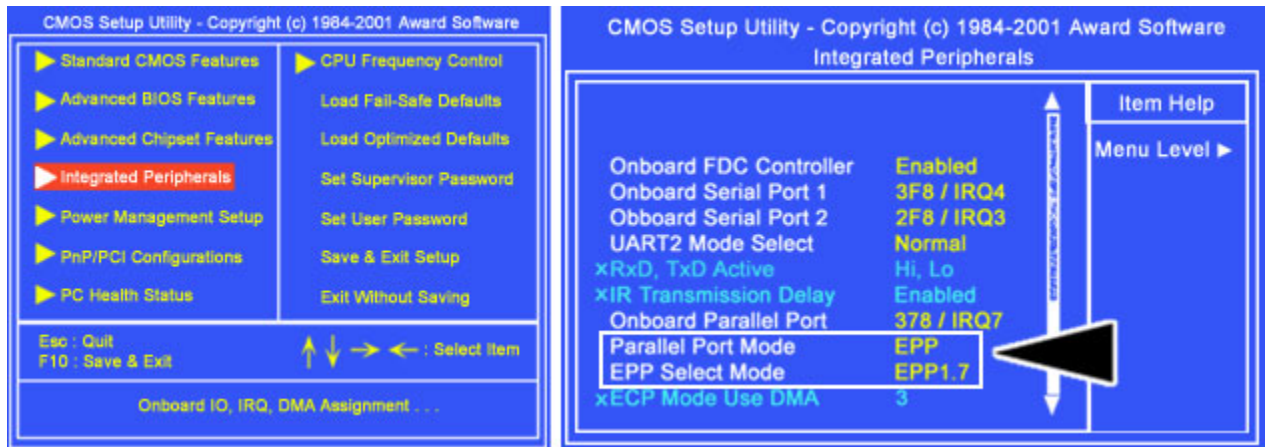 CMOS Setup Utility - Copyright (c) 1984-2001 Award Software
Standard CMOS Features
Advanced BIOS Features
Advanced Chipset Features
Integrated Peripherals
Power Management Setup
PnP/PCI Configurations
PC Health Status
CPU Frequency Control
Load Fail-Safe Defaults
Load Optimized Defaults
Set Supervisor Password
Set User Password
Save & Exit Setup
Exit Without Saving
Esc : Quit
F10 : Save & Exit
↑ ↓ → ← : Select Item
Onboard IO, IRQ, DMA Assignment . . .
CMOS Setup Utility - Copyright (c) 1984-2001 Award Software
Integrated Peripherals
Onboard FDC Controller Enabled
Onboard Serial Port 1 3F8 / IRQ4
Obboard Serial Port 2 2F8 / IRQ3
UART2 Mode Select Normal
xRxD, TxD Active Hi, Lo
xIR Transmission Delay Enabled
Onboard Parallel Port 378 / IRQ7
Parallel Port Mode EPP
EPP Select Mode EPP1.7
xECP Mode Use DMA 3
Item Help
Menu Level ►